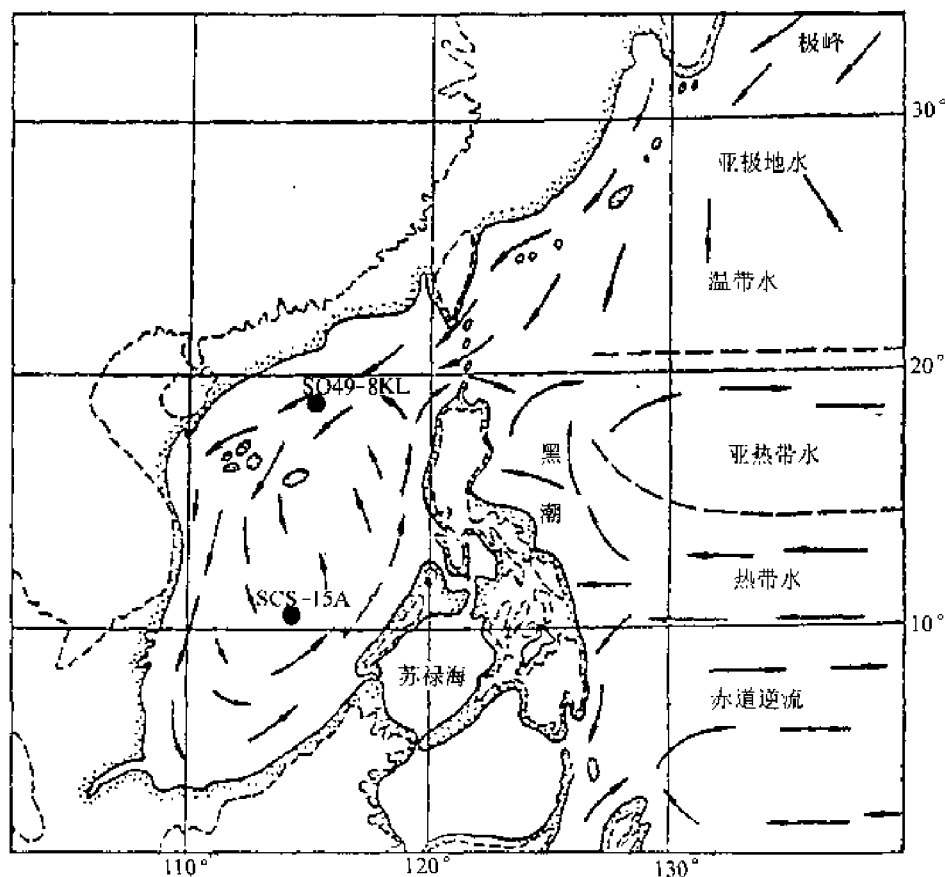 极峰
30°
亚极地水
温带水
20°
SO49-8KL
黑
潮
亚热带水
热带水
SCS-15A
10°
苏禄海
赤道逆流
110°
120°
130°